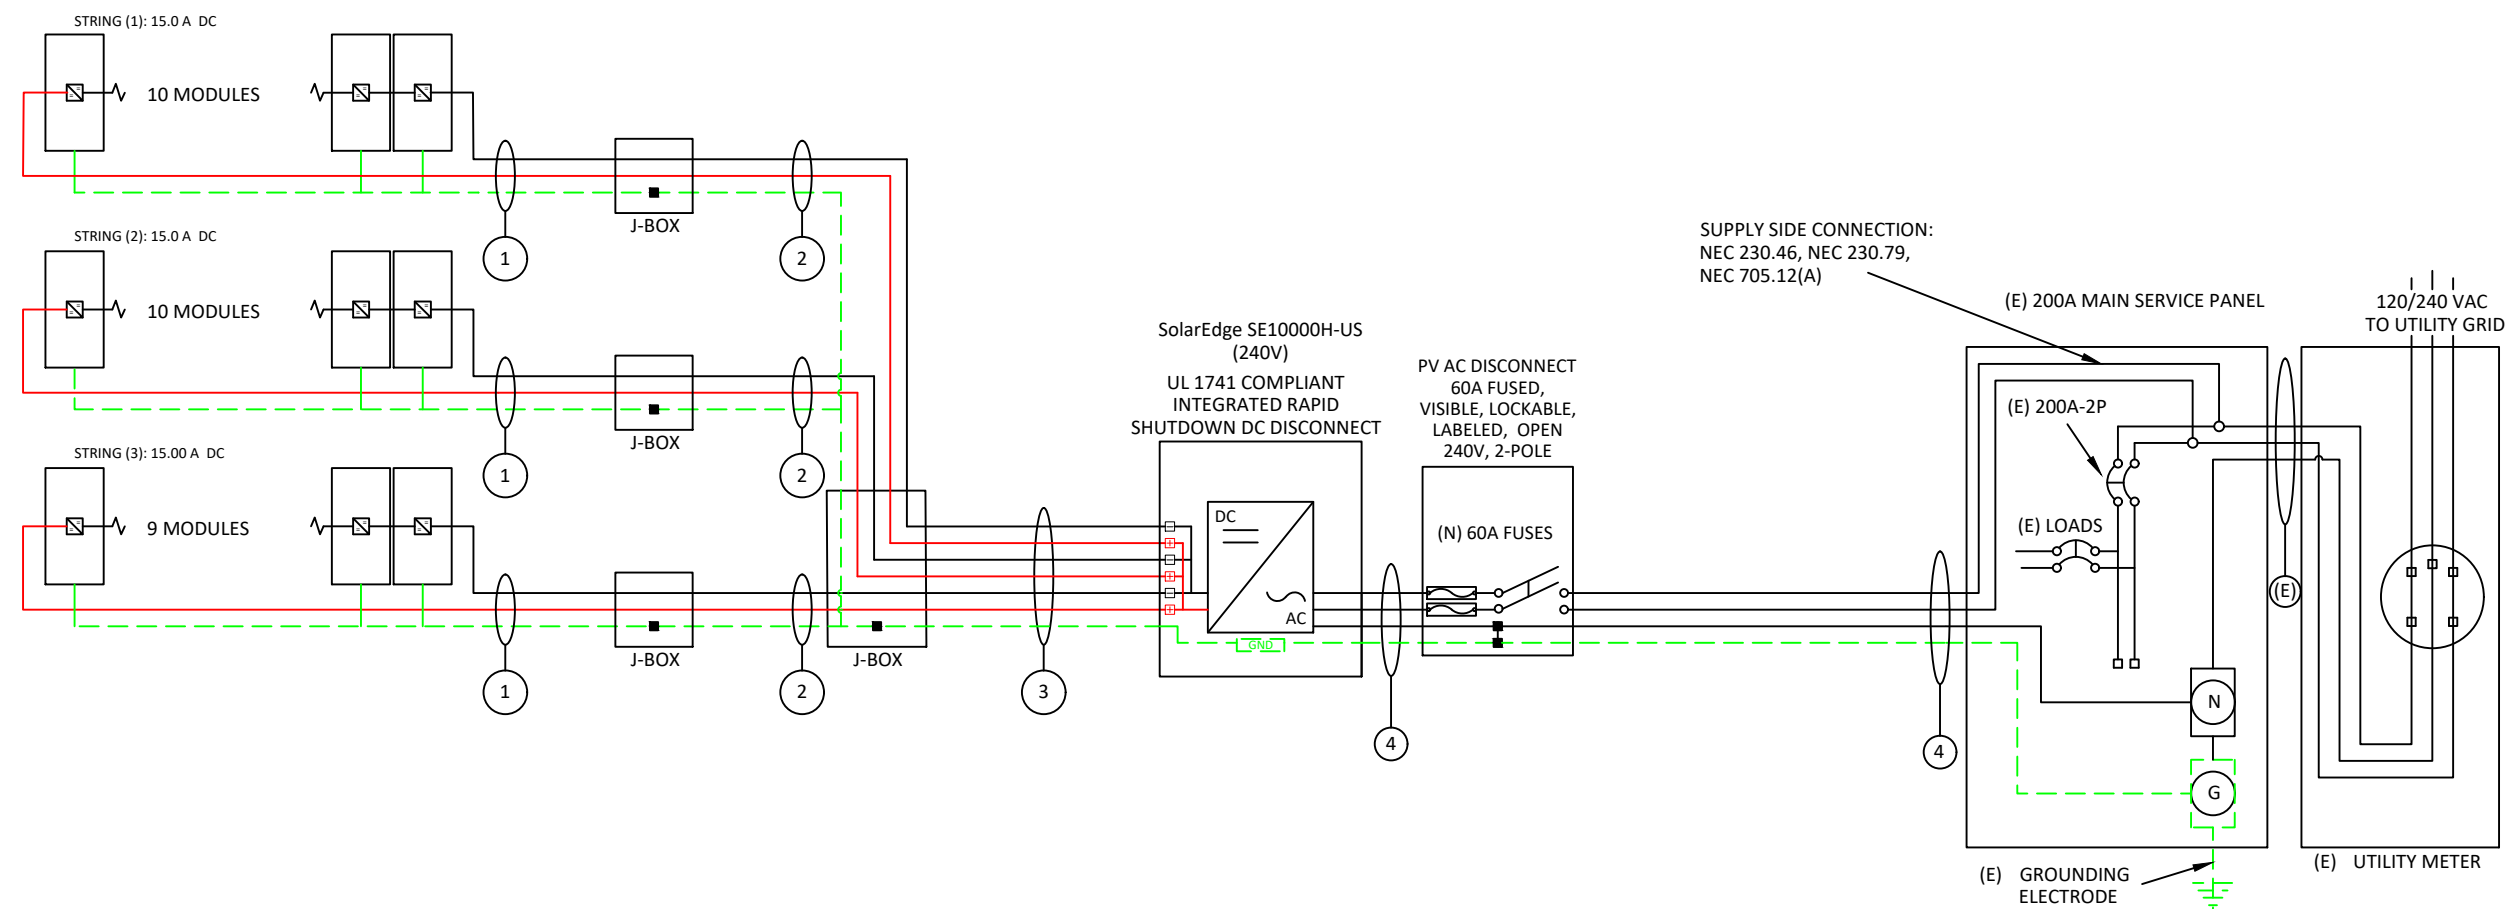 STRING (1): 15.0 A  DC
10 MODULES
J-BOX
1
2
STRING (2): 15.0 A  DC
10 MODULES
J-BOX
1
2
STRING (3): 15.00 A  DC
9 MODULES
J-BOX
J-BOX
1
2
3
SolarEdge SE10000H-US
(240V)
UL 1741 COMPLIANT
INTEGRATED RAPID
SHUTDOWN DC DISCONNECT
DC
AC
GND
PV AC DISCONNECT
60A FUSED,
VISIBLE, LOCKABLE,
LABELED,  OPEN
240V, 2-POLE
(N) 60A FUSES
4
4
SUPPLY SIDE CONNECTION:
NEC 230.46, NEC 230.79,
NEC 705.12(A)
(E) 200A MAIN SERVICE PANEL
(E) 200A-2P
(E) LOADS
N
G
(E)   GROUNDING
ELECTRODE
(E)
120/240 VAC
TO UTILITY GRID
(E)   UTILITY METER